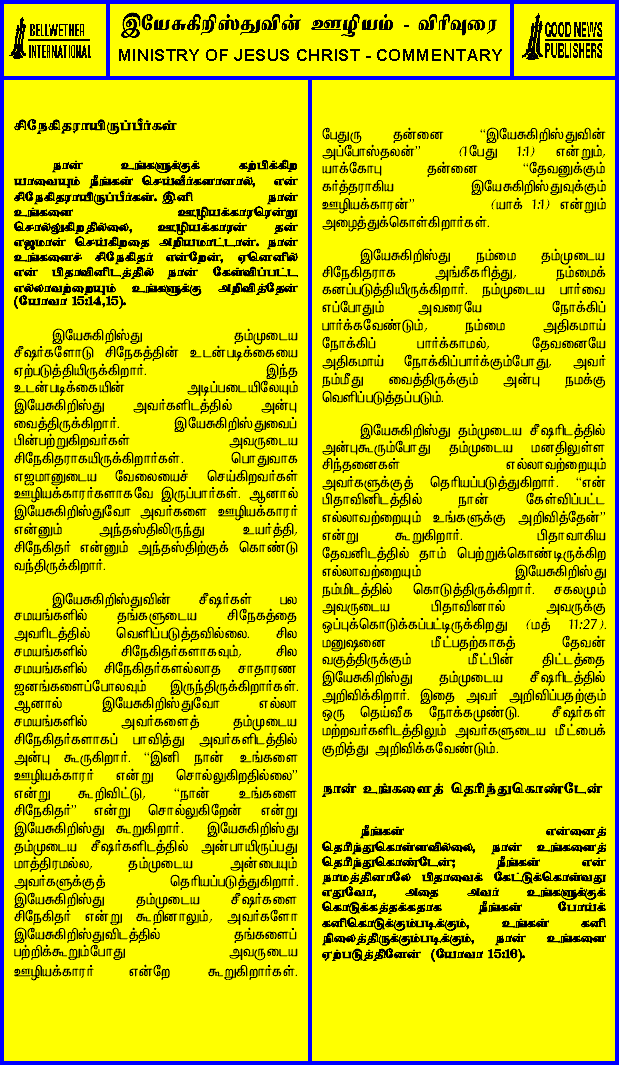 BELLWETHER
INTERNATIONAL
இயேசுகிறிஸ்துவின் ஊழியம் - விரிவுரை
MINISTRY OF JESUS CHRIST - COMMENTARY
GOOD NEWS
PUBLISHERS
சிநேகிதராயிருப்பீர்கள்
நான் உங்களுக்குக் கற்பிக்கிற
யாவையும் நீங்கள் செய்வீர்களானால், என்
சிநேகிதராயிருப்பீர்கள். இனி நான்
உங்களை ஊழியக்காரரென்று
சொல்லுகிறதில்லை, ஊழியக்காரன் தன்
எஜமான் செய்கிறதை அறியமாட்டான். நான்
உங்களைச் சிநேகிதர் என்றேன், ஏனெனில்
என் பிதாவினிடத்தில் நான் கேள்விப்பட்ட
எல்லாவற்றையும் உங்களுக்கு அறிவித்தேன்
(யோவா 15:14,15).
இயேசுகிறிஸ்து தம்முடைய
சீஷர்களோடு சிநேகத்தின் உடன்படிக்கையை
ஏற்படுத்தியிருக்கிறார். இந்த
உடன்படிக்கையின் அடிப்படையிலேயும்
இயேசுகிறிஸ்து அவர்களிடத்தில் அன்பு
வைத்திருக்கிறார். இயேசுகிறிஸ்துவைப்
பின்பற்றுகிறவர்கள் அவருடைய
சிநேகிதராகயிருக்கிறார்கள். பொதுவாக
எஜமானுடைய வேலையைச் செய்கிறவர்கள்
ஊழியக்காரர்களாகவே இருப்பார்கள். ஆனால்
இயேசுகிறிஸ்துவோ அவர்களை ஊழியக்காரர்
என்னும் அந்தஸ்திலிருந்து உயர்த்தி,
சிநேகிதர் என்னும் அந்தஸ்திற்குக் கொண்டு
வந்திருக்கிறார்.
இயேசுகிறிஸ்துவின் சீஷர்கள் பல
சமயங்களில் தங்களுடைய சிநேகத்தை
அவரிடத்தில் வெளிப்படுத்தவில்லை. சில
சமயங்களில் சிநேகிதர்களாகவும், சில
சமயங்களில் சிநேகிதர்களல்லாத சாதாரண
ஜனங்களைப்போலவும் இருந்திருக்கிறார்கள்.
ஆனால் இயேசுகிறிஸ்துவோ எல்லா
சமயங்களில் அவர்களைத் தம்முடைய
சிநேகிதர்களாகப் பாவித்து அவர்களிடத்தில்
அன்பு கூருகிறார். “இனி நான் உங்களை
ஊழியக்காரர் என்று சொல்லுகிறதில்லை”
என்று கூறிவிட்டு, “நான் உங்களை
சிநேகிதர்” என்று சொல்லுகிறேன் என்று
இயேசுகிறிஸ்து கூறுகிறார். இயேசுகிறிஸ்து
தம்முடைய சீஷர்களிடத்தில் அன்பாயிருப்பது
மாத்திரமல்ல, தம்முடைய அன்பையும்
அவர்களுக்குத் தெரியப்படுத்துகிறார்.
இயேசுகிறிஸ்து தம்முடைய சீஷர்களை
சிநேகிதர் என்று கூறினாலும், அவர்களோ
இயேசுகிறிஸ்துவிடத்தில் தங்களைப்
பற்றிக்கூறும்போது அவருடைய
ஊழியக்காரர் என்றே கூறுகிறார்கள்.
பேதுரு தன்னை “இயேசுகிறிஸ்துவின்
அப்போஸ்தலன்” (1பேது 1:1) என்றும்,
யாக்கோபு தன்னை “தேவனுக்கும்
கர்த்தராகிய இயேசுகிறிஸ்துவுக்கும்
ஊழியக்காரன்” (யாக் 1:1) என்றும்
அழைத்துக்கொள்கிறார்கள்.
இயேசுகிறிஸ்து நம்மை தம்முடைய
சிநேகிதராக அங்கீகரித்து, நம்மைக்
கனப்படுத்தியிருக்கிறார். நம்முடைய பார்வை
எப்போதும் அவரையே நோக்கிப்
பார்க்கவேண்டும், நம்மை அதிகமாய்
நோக்கிப் பார்க்காமல், தேவனையே
அதிகமாய் நோக்கிப்பார்க்கும்போது, அவர்
நம்மீது வைத்திருக்கும் அன்பு நமக்கு
வெளிப்படுத்தப்படும்.
இயேசுகிறிஸ்து தம்முடைய சீஷரிடத்தில்
அன்புகூரும்போது தம்முடைய மனதிலுள்ள
சிந்தனைகள் எல்லாவற்றையும்
அவர்களுக்குத் தெரியப்படுத்துகிறார். “என்
பிதாவினிடத்தில் நான் கேள்விப்பட்ட
எல்லாவற்றையும் உங்களுக்கு அறிவித்தேன்”
என்று கூறுகிறார். பிதாவாகிய
தேவனிடத்தில் தாம் பெற்றுக்கொண்டிருக்கிற
எல்லாவற்றையும் இயேசுகிறிஸ்து
நம்மிடத்தில் கொடுத்திருக்கிறார். சகலமும்
அவருடைய பிதாவினால் அவருக்கு
ஒப்புக்கொடுக்கப்பட்டிருக்கிறது (மத் 11:27).
மனுஷனை மீட்பதற்காகத் தேவன்
வகுத்திருக்கும் மீட்பின் திட்டத்தை
இயேசுகிறிஸ்து தம்முடைய சீஷரிடத்தில்
அறிவிக்கிறார். இதை அவர் அறிவிப்பதற்கும்
ஒரு தெய்வீக நோக்கமுண்டு. சீஷர்கள்
மற்றவர்களிடத்திலும் அவர்களுடைய மீட்பைக்
குறித்து அறிவிக்கவேண்டும்.
நான் உங்களைத் தெரிந்துகொண்டேன்
நீங்கள் என்னைத்
தெரிந்துகொள்ளவில்லை, நான் உங்களைத்
தெரிந்துகொண்டேன்; நீங்கள் என்
நாமத்தினாலே பிதாவைக் கேட்டுக்கொள்வது
எதுவோ, அதை அவர் உங்களுக்குக்
கொடுக்கத்தக்கதாக நீங்கள் போய்க்
கனிகொடுக்கும்படிக்கும், உங்கள் கனி
நிலைத்திருக்கும்படிக்கும், நான் உங்களை
ஏற்படுத்தினேன் (யோவா 15:16).